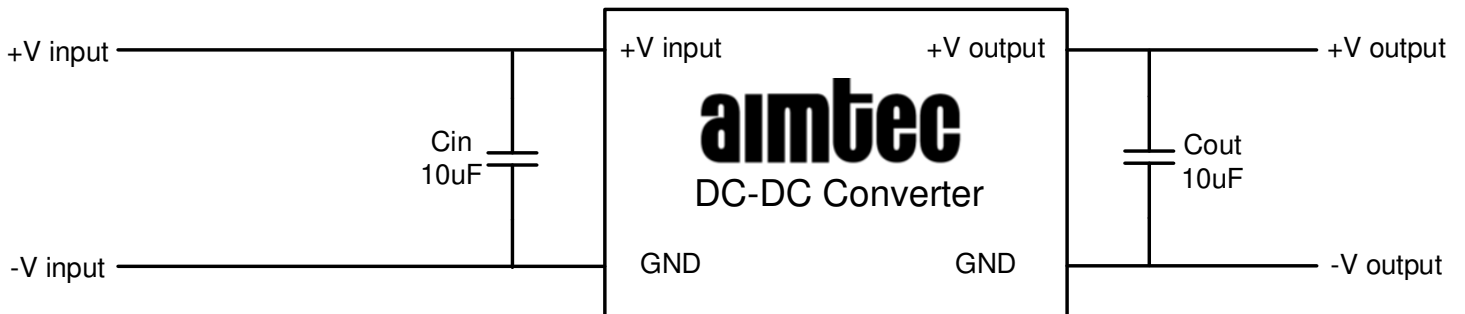 +V input
+V input
+V output
+V output
aimtec
Cin
10uF
Cout
10uF
DC-DC Converter
-V input
GND
GND
-V output